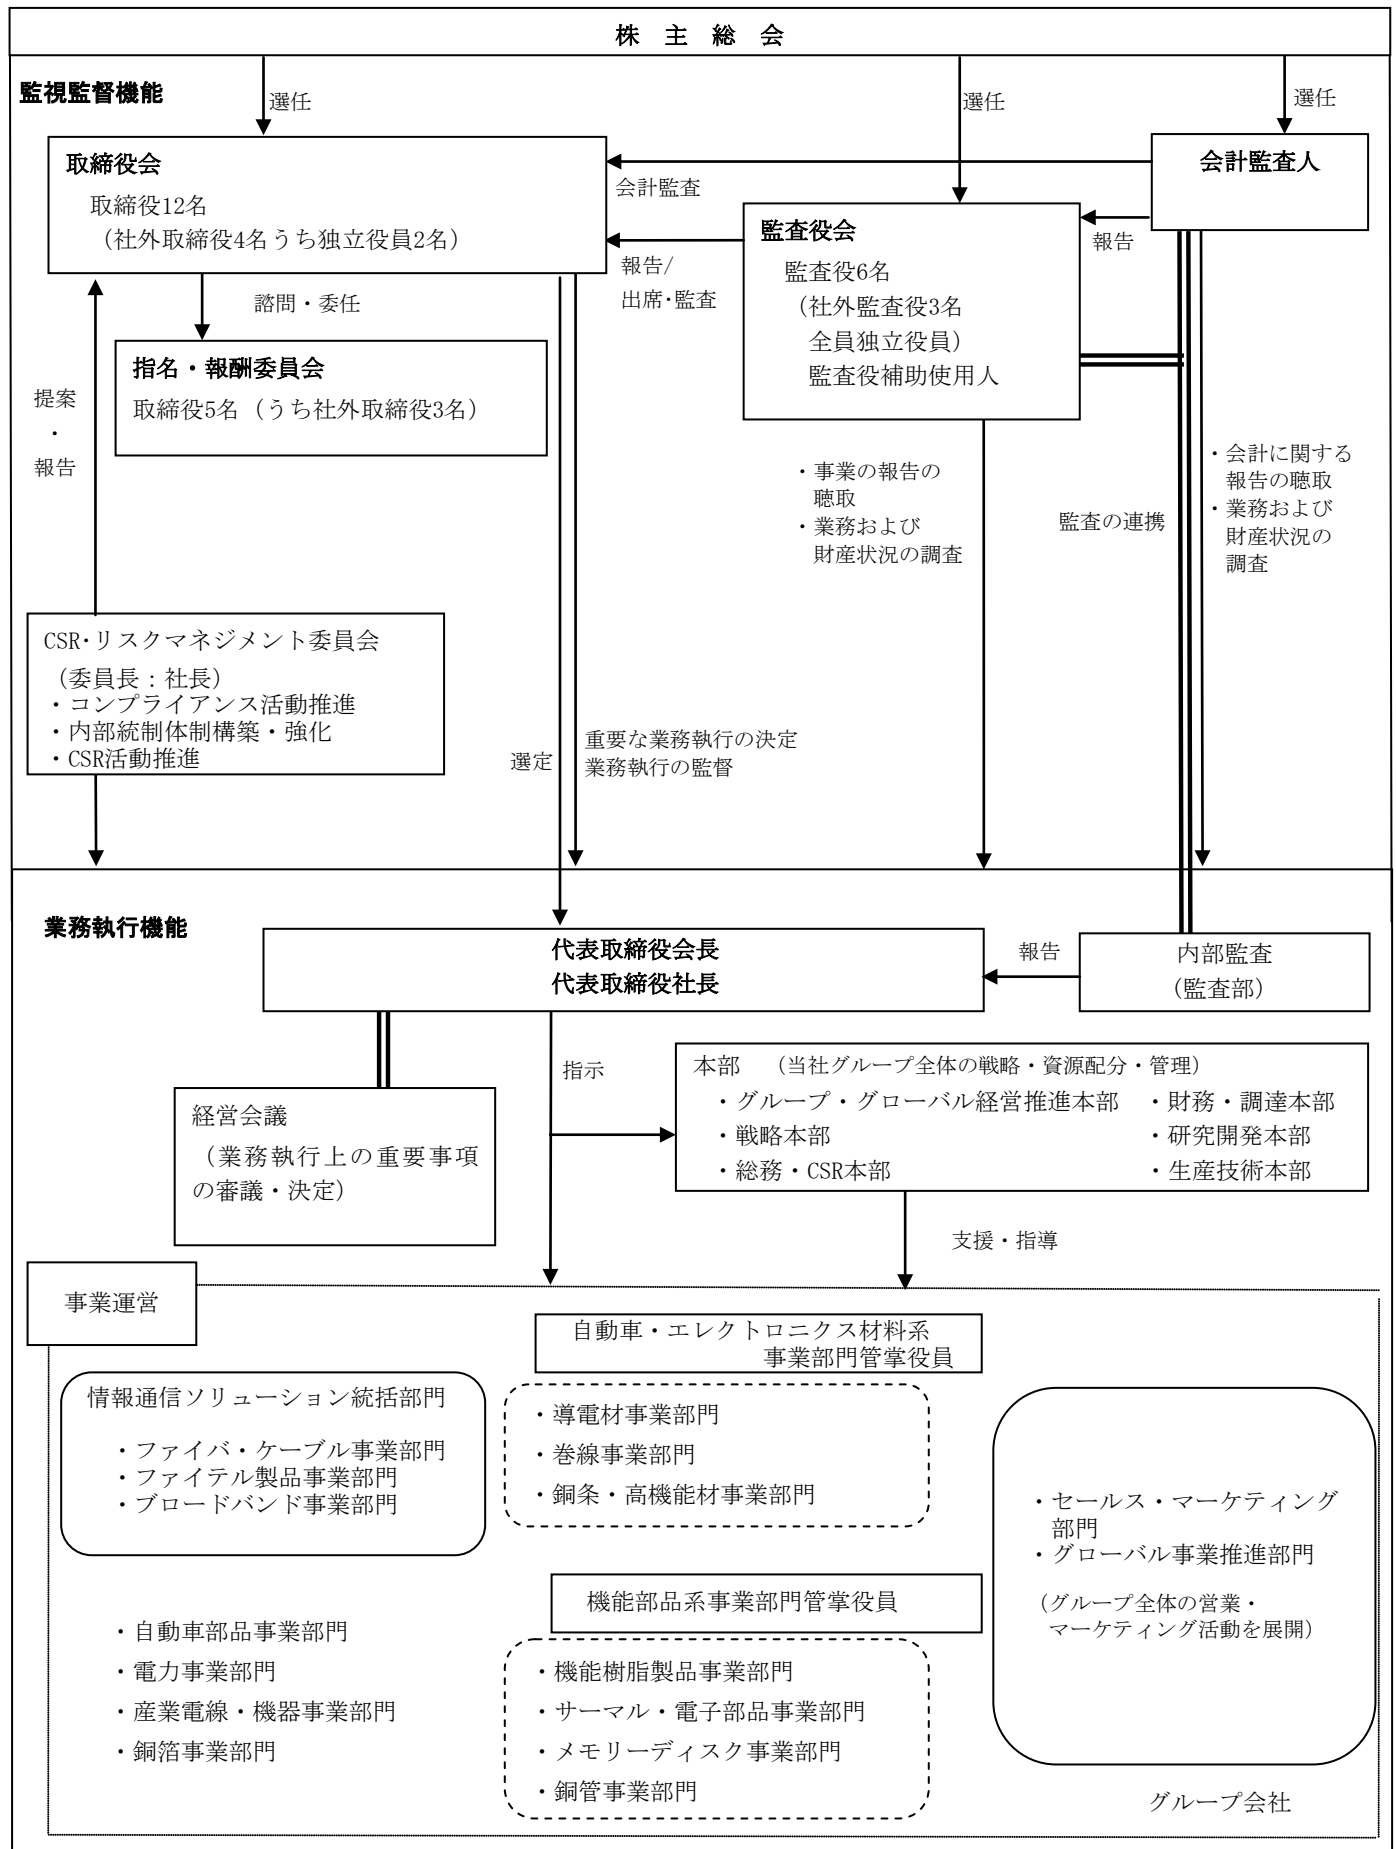 株 主 総 会
監視監督機能
選任
選任
選任
取締役会
取締役12名
（社外取締役4名うち独立役員2名）
会計監査
会計監査人
監査役会
監査役6名
（社外監査役3名
全員独立役員）
監査役補助使用人
報告
報告/
出席・監査
諮問・委任
指名・報酬委員会
取締役5名（うち社外取締役3名）
提案
・
報告
・事業の報告の
聴取
・業務および
財産状況の調査
監査の連携
・会計に関する
報告の聴取
・業務および
財産状況の
調査
CSR・リスクマネジメント委員会
（委員長：社長）
・コンプライアンス活動推進
・内部統制体制構築・強化
・CSR活動推進
選定
重要な業務執行の決定
業務執行の監督
業務執行機能
代表取締役会長
代表取締役社長
報告
内部監査
（監査部）
指示
経営会議
（業務執行上の重要事項
の審議・決定）
本部 （当社グループ全体の戦略・資源配分・管理）
・グループ・グローバル経営推進本部 ・財務・調達本部
・戦略本部 ・研究開発本部
・総務・CSR本部 ・生産技術本部
支援・指導
事業運営
自動車・エレクトロニクス材料系
事業部門管掌役員
情報通信ソリューション統括部門
・ファイバ・ケーブル事業部門
・ファイテル製品事業部門
・ブロードバンド事業部門
・導電材事業部門
・巻線事業部門
・銅条・高機能材事業部門
・セールス・マーケティング
部門
・グローバル事業推進部門
（グループ全体の営業・
マーケティング活動を展開）
機能部品系事業部門管掌役員
・自動車部品事業部門
・電力事業部門
・産業電線・機器事業部門
・銅箔事業部門
・機能樹脂製品事業部門
・サーマル・電子部品事業部門
・メモリーディスク事業部門
・銅管事業部門
グループ会社